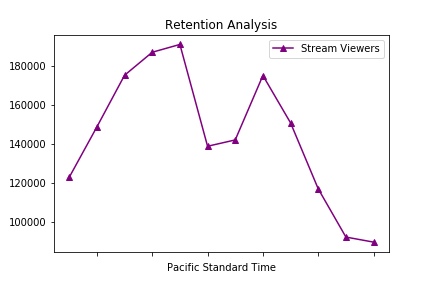 Retention Analysis
Stream Viewers
180000
160000
140000
120000
100000
Pacific Standard Time